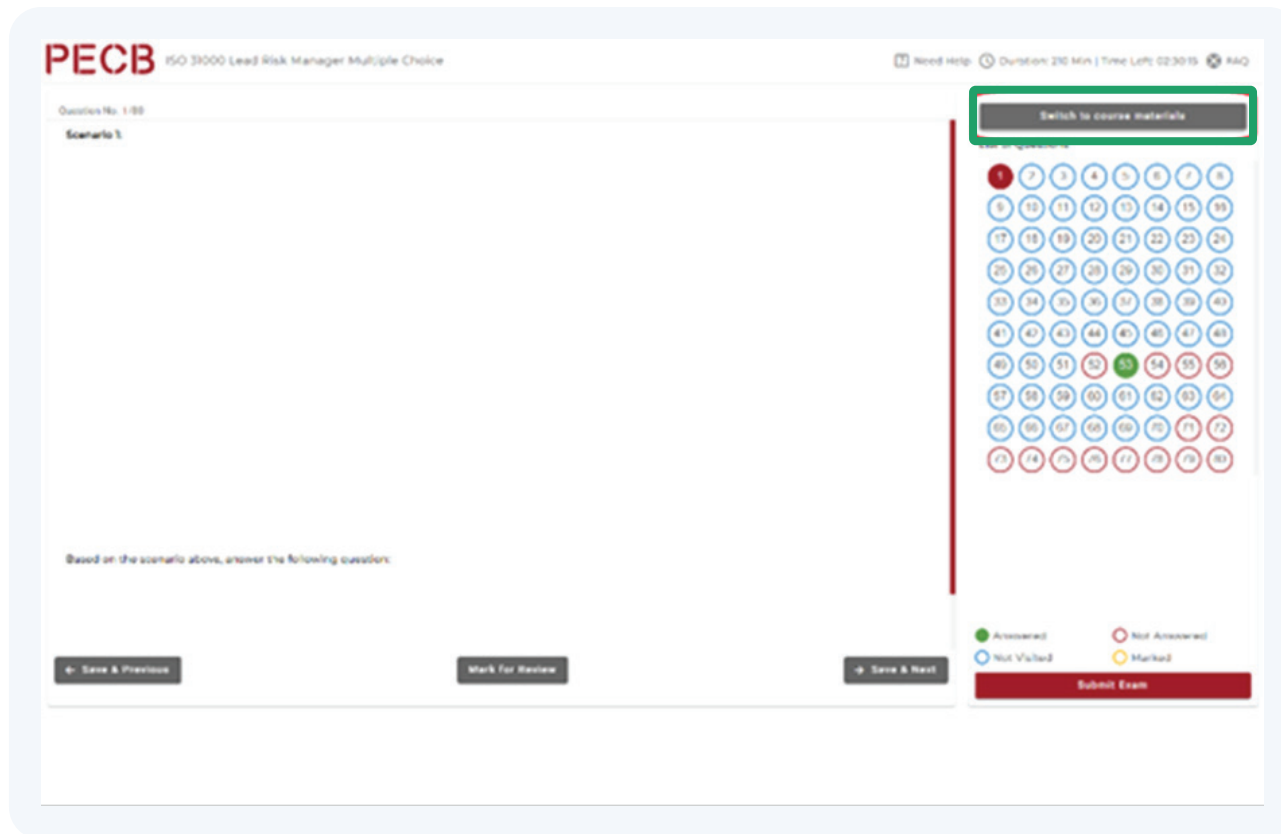 PECB ISO 31000 Lead Risk Manager Multiple Choice
Need Help Duration: 210 Min | Time Left: 02:30:15 FAQ
Question No. 1/80
Switch to course materials
Scenario 1:
List of Questions
1 2 3 4 5 6 7 8
9 10 11 12 13 14 15 16
17 18 19 20 21 22 23 24
25 26 27 28 29 30 31 32
33 34 35 36 37 38 39 40
41 42 43 44 45 46 47 48
49 50 51 52 53 54 55 56
57 58 59 60 61 62 63 64
65 66 67 68 69 70 71 72
73 74 75 76 77 78 79 80
Based on the scenario above, answer the following question:
Answered Not Answered
Not Visited Marked
← Save & Previous Mark for Review → Save & Next
Submit Exam